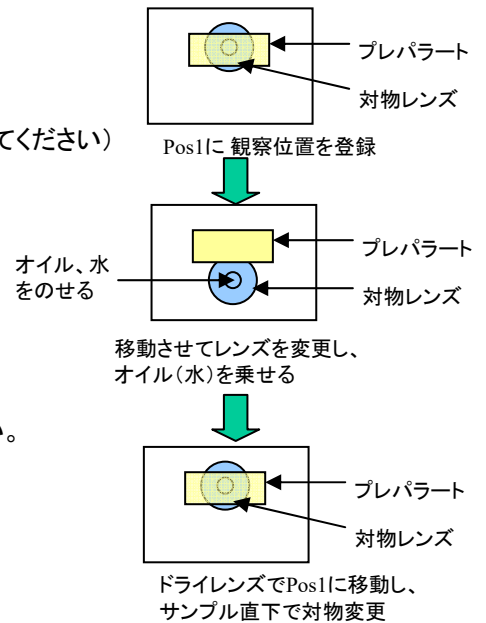 プレパラート
対物レンズ
てください)
Pos1に 観察位置を登録
プレパラート
オイル、水
をのせる
対物レンズ
移動させてレンズを変更し、
オイル(水)を乗せる
い。
プレパラート
対物レンズ
ドライレンズでPos1に移動し、
サンプル直下で対物変更